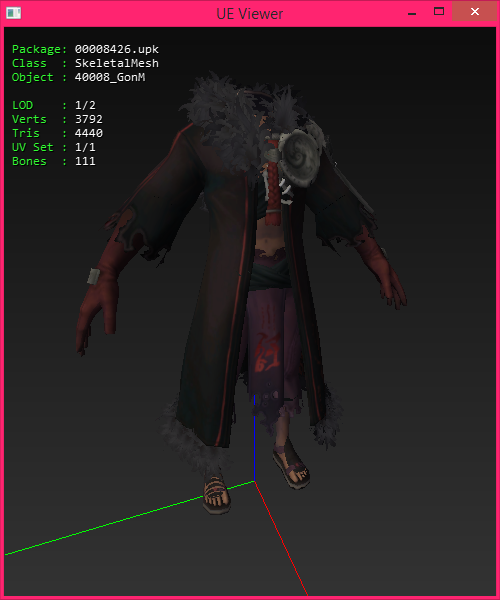 UE Viewer
Package: 00008426.upk
Class  : SkeletalMesh
Object : 40008_GonM
LOD    : 1/2
Verts  : 3792
Tris   : 4440
UV Set : 1/1
Bones  : 111